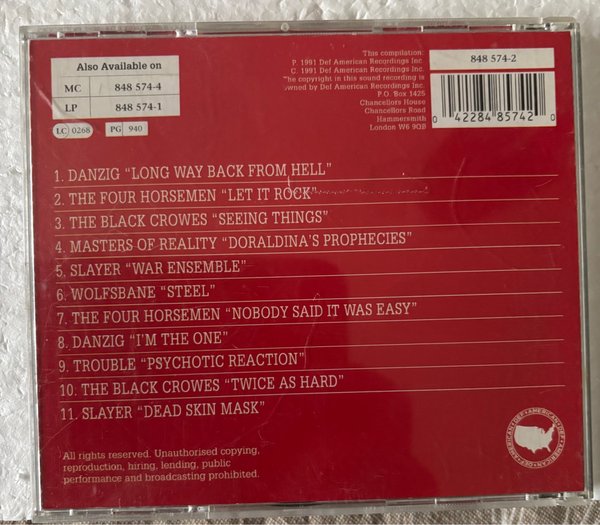 Also Available on
MC 848 574-4
LP 848 574-1
LC 0268 PG 940
This compilation:
P. 1991 Def American Recordings Inc.
C. 1991 Def American Recordings Inc.
The copyright in this sound recording is
owned by Def American Recordings Inc.
P.O. Box 1425
Chancellors House
Chancellors Road
Hammersmith
London W6 9QB
848 574-2
0 42284 85742 0
1. DANZIG "LONG WAY BACK FROM HELL"
2. THE FOUR HORSEMEN "LET IT ROCK"
3. THE BLACK CROWES "SEEING THINGS"
4. MASTERS OF REALITY "DORALDINA'S PROPHECIES"
5. SLAYER "WAR ENSEMBLE"
6. WOLFSBANE "STEEL"
7. THE FOUR HORSEMEN "NOBODY SAID IT WAS EASY"
8. DANZIG "I'M THE ONE"
9. TROUBLE "PSYCHOTIC REACTION"
10. THE BLACK CROWES "TWICE AS HARD"
11. SLAYER "DEAD SKIN MASK"
All rights reserved. Unauthorised copying,
reproduction, hiring, lending, public
performance and broadcasting prohibited.
DEF•AMERICAN•DEF•AMERICAN•